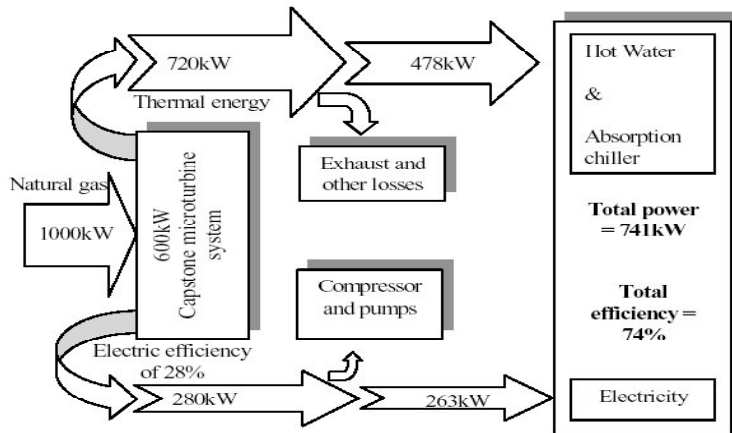 720kW
478kW
Thermal energy
Hot Water
&
Absorption
chiller
Exhaust and
other losses
Natural gas
1000kW
600kW
Capstone microturbine
system
Total power
= 741kW
Compressor
and pumps
Total
efficiency =
74%
Electric efficiency
of 28%
280kW
263kW
Electricity